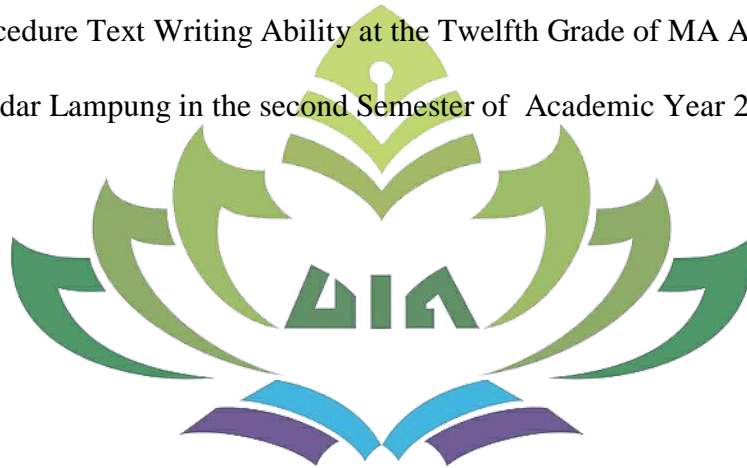 ocedure Text Writing Ability at the Twelfth Grade of MA A
dar Lampung in the second Semester of Academic Year 2
UIN